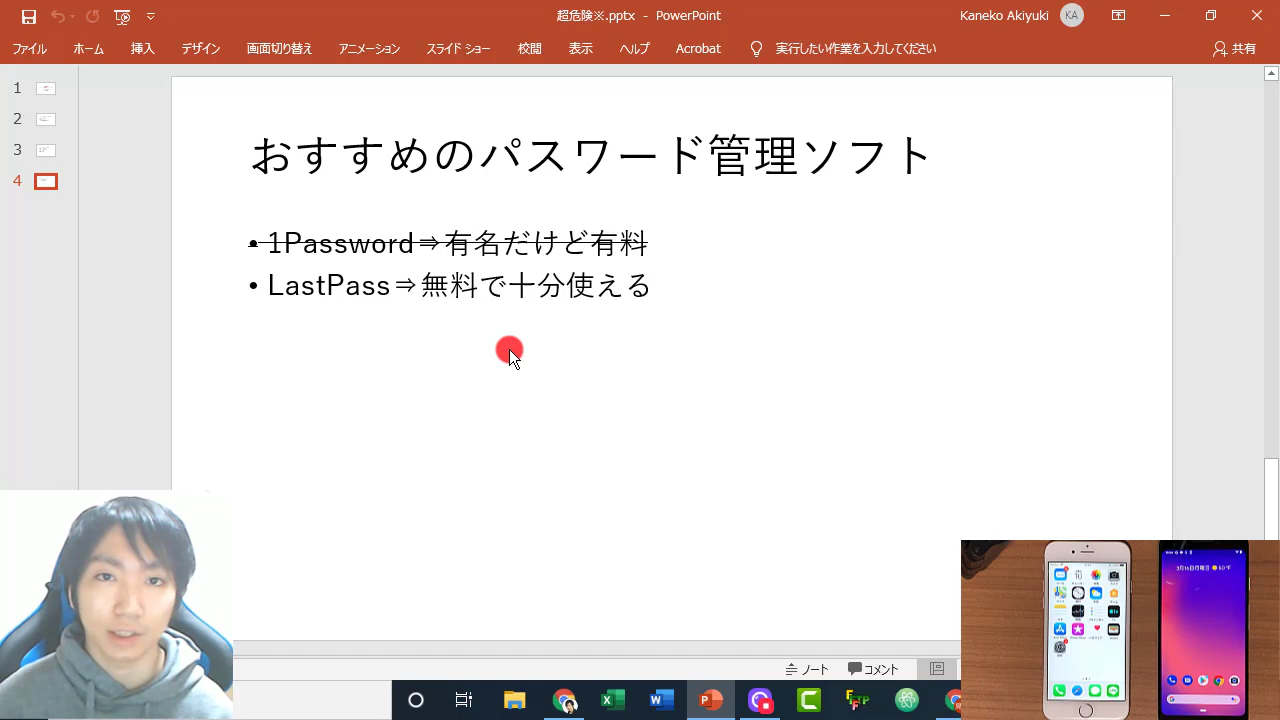 超危険※.pptx - PowerPoint
Kaneko Akiyuki
KA
ファイル ホーム 挿入 デザイン 画面切り替え アニメーション スライド ショー 校閲 表示 ヘルプ Acrobat 実行したい作業を入力してください 共有
1
2
3
4
おすすめのパスワード管理ソフト
• 1Password⇒有名だけど有料
• LastPass⇒無料で十分使える
ノート コメント